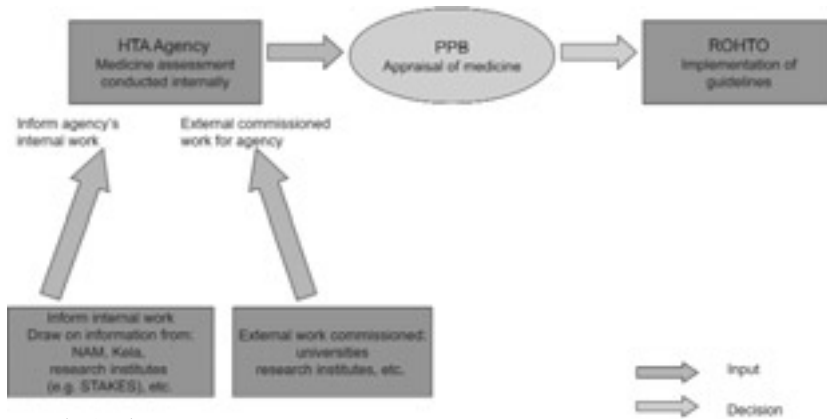 HTA Agency
Medicine assessment
conducted internally
PPB
Appraisal of medicine
ROHTO
Implementation of
guidelines
Inform agency's
internal work
External commissioned
work for agency
Inform internal work
Draw on information from:
NAM, Kela,
research institutes
(e.g. STAKES), etc.
External work commissioned:
universities
research institutes, etc.
Input
Decision